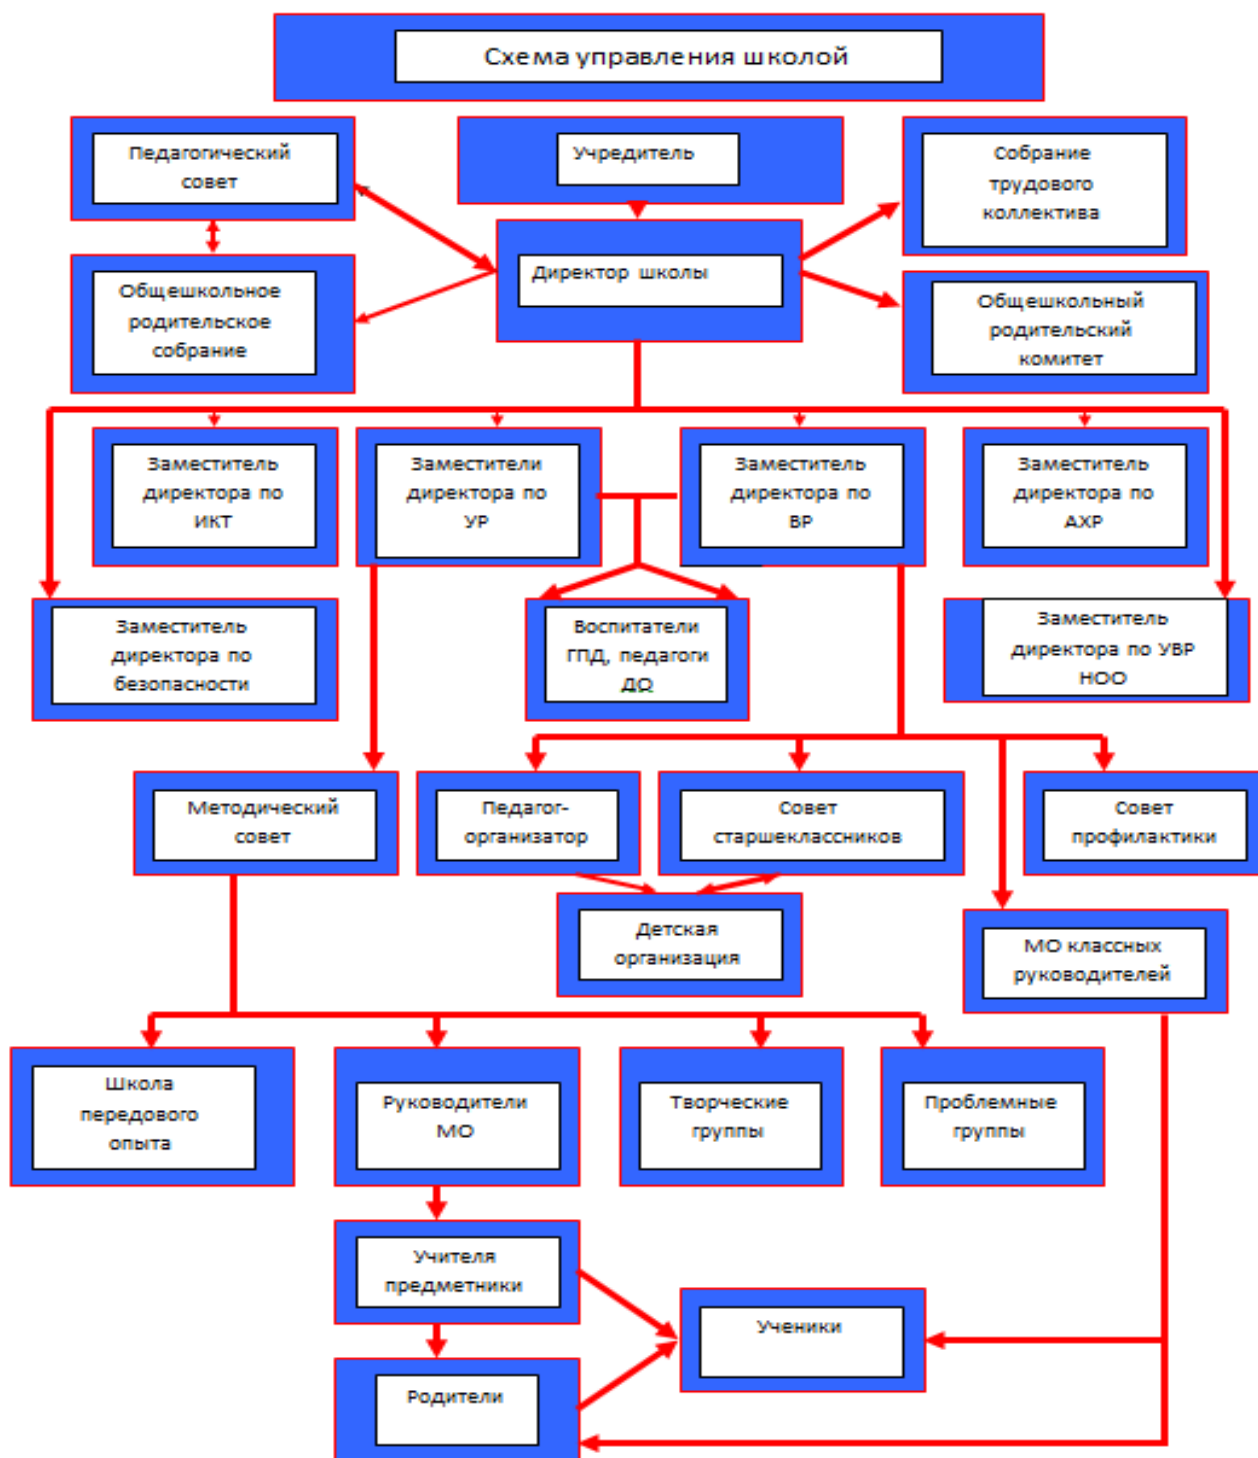 Схема управления школой
Педагогический
совет
Учредитель
Собрание
трудового
коллектива
Директор школы
Общешкольное
родительское
собрание
Общешкольный
родительский
комитет
Заместитель
директора по
ИКТ
Заместители
директора по
УР
Заместитель
директора по
ВР
Заместитель
директора по
АХР
Заместитель
директора по
безопасности
Воспитатели
ГПД, педагоги
ДО
Заместитель
директора по УВР
НОО
Методический
совет
Педагог-
организатор
Совет
старшеклассников
Совет
профилактики
Детская
организация
МО классных
руководителей
Школа
передового
опыта
Руководители
МО
Творческие
группы
Проблемные
группы
Учителя
предметники
Ученики
Родители